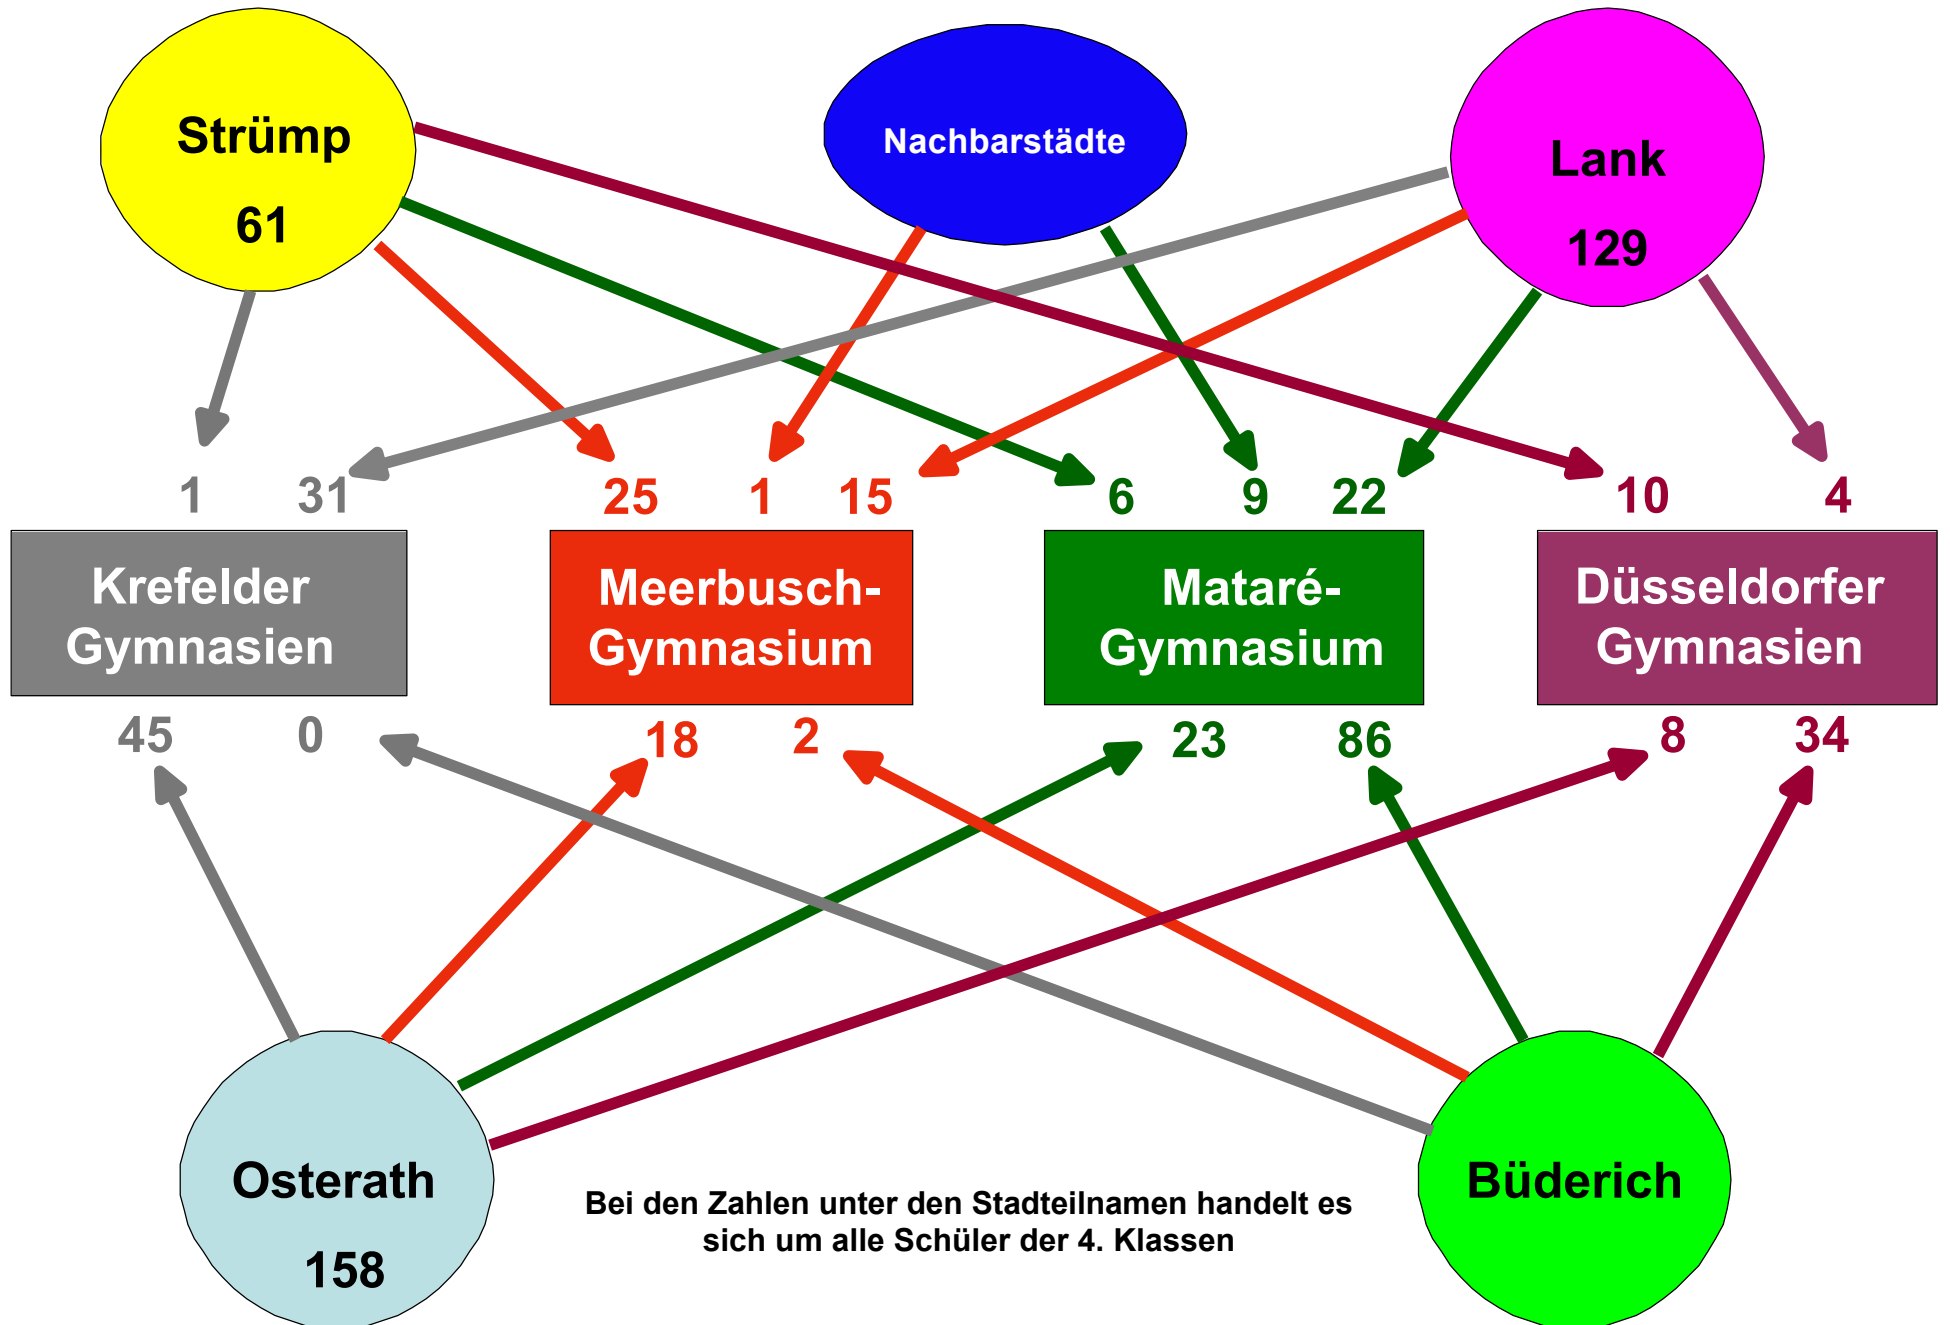 Strümp
61
Nachbarstädte
Lank
129
1 31 25 1 15 6 9 22 10 4
Krefelder
Gymnasien
Meerbusch-
Gymnasium
Mataré-
Gymnasium
Düsseldorfer
Gymnasien
45 0 18 2 23 86 8 34
Osterath
158
Bei den Zahlen unter den Stadteilnamen handelt es
sich um alle Schüler der 4. Klassen
Büderich